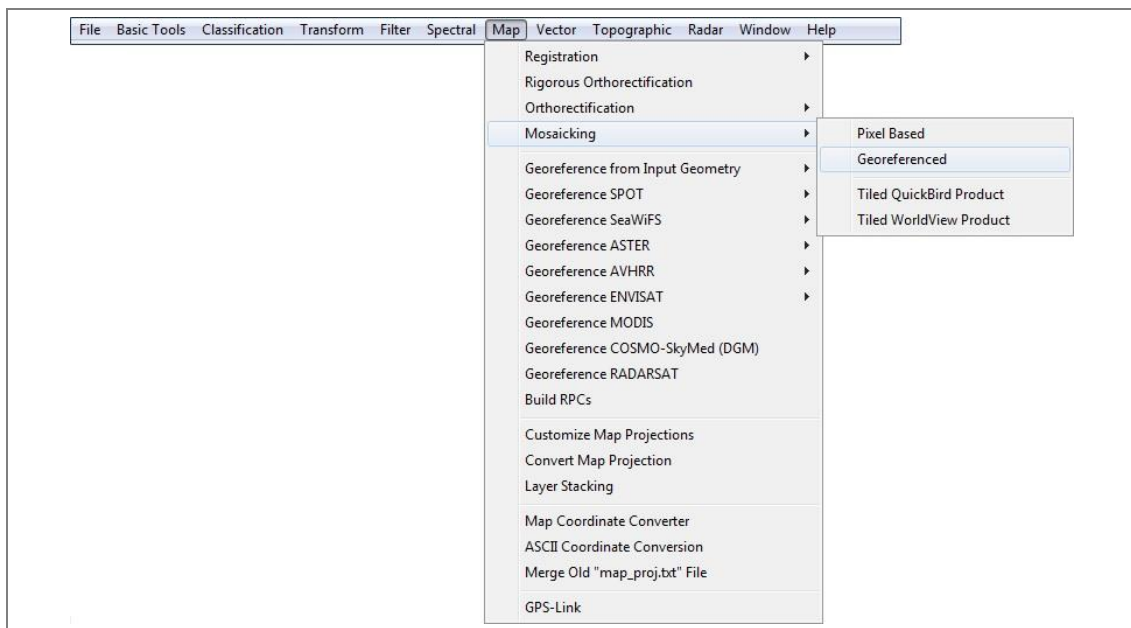 File Basic Tools Classification Transform Filter Spectral Map Vector Topographic Radar Window Help
Registration
Rigorous Orthorectification
Orthorectification
Mosaicking
Pixel Based
Georeferenced
Tiled QuickBird Product
Tiled WorldView Product
Georeference from Input Geometry
Georeference SPOT
Georeference SeaWiFS
Georeference ASTER
Georeference AVHRR
Georeference ENVISAT
Georeference MODIS
Georeference COSMO-SkyMed (DGM)
Georeference RADARSAT
Build RPCs
Customize Map Projections
Convert Map Projection
Layer Stacking
Map Coordinate Converter
ASCII Coordinate Conversion
Merge Old "map_proj.txt" File
GPS-Link